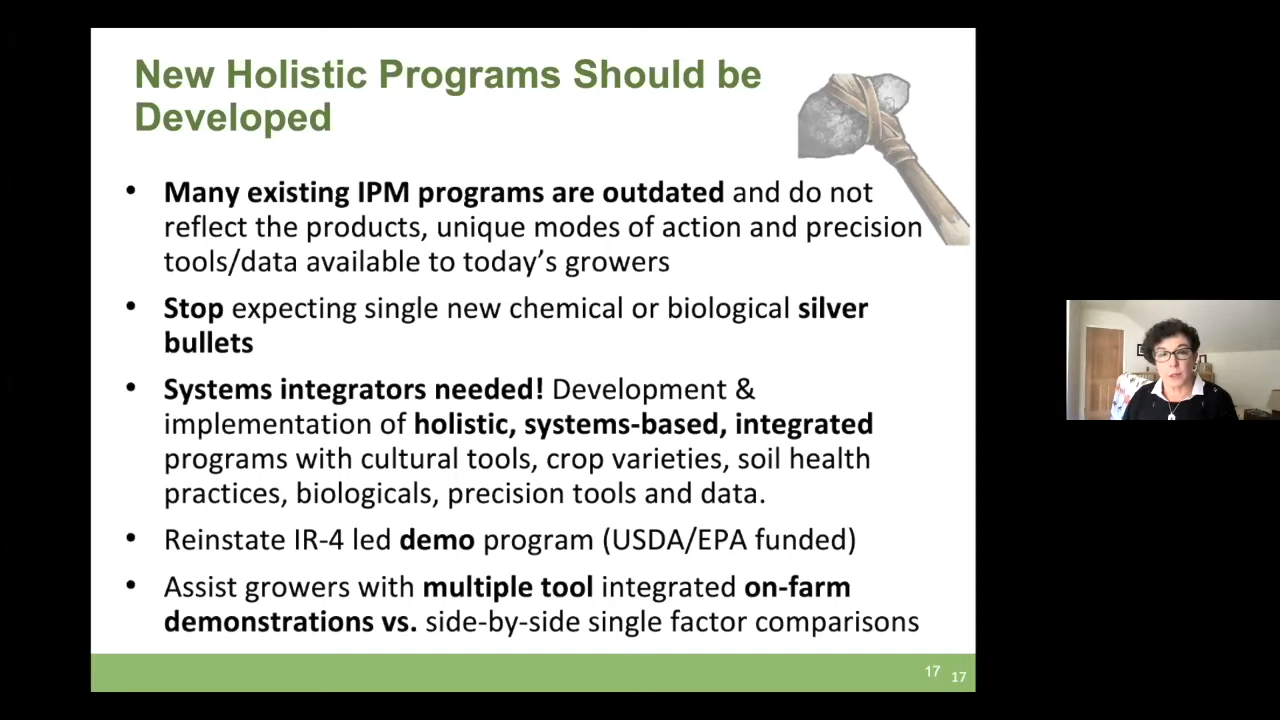 New Holistic Programs Should be
Developed
• Many existing IPM programs are outdated and do not
reflect the products, unique modes of action and precision
tools/data available to today’s growers
• Stop expecting single new chemical or biological silver
bullets
• Systems integrators needed! Development &
implementation of holistic, systems-based, integrated
programs with cultural tools, crop varieties, soil health
practices, biologicals, precision tools and data.
• Reinstate IR-4 led demo program (USDA/EPA funded)
• Assist growers with multiple tool integrated on-farm
demonstrations vs. side-by-side single factor comparisons
17 17